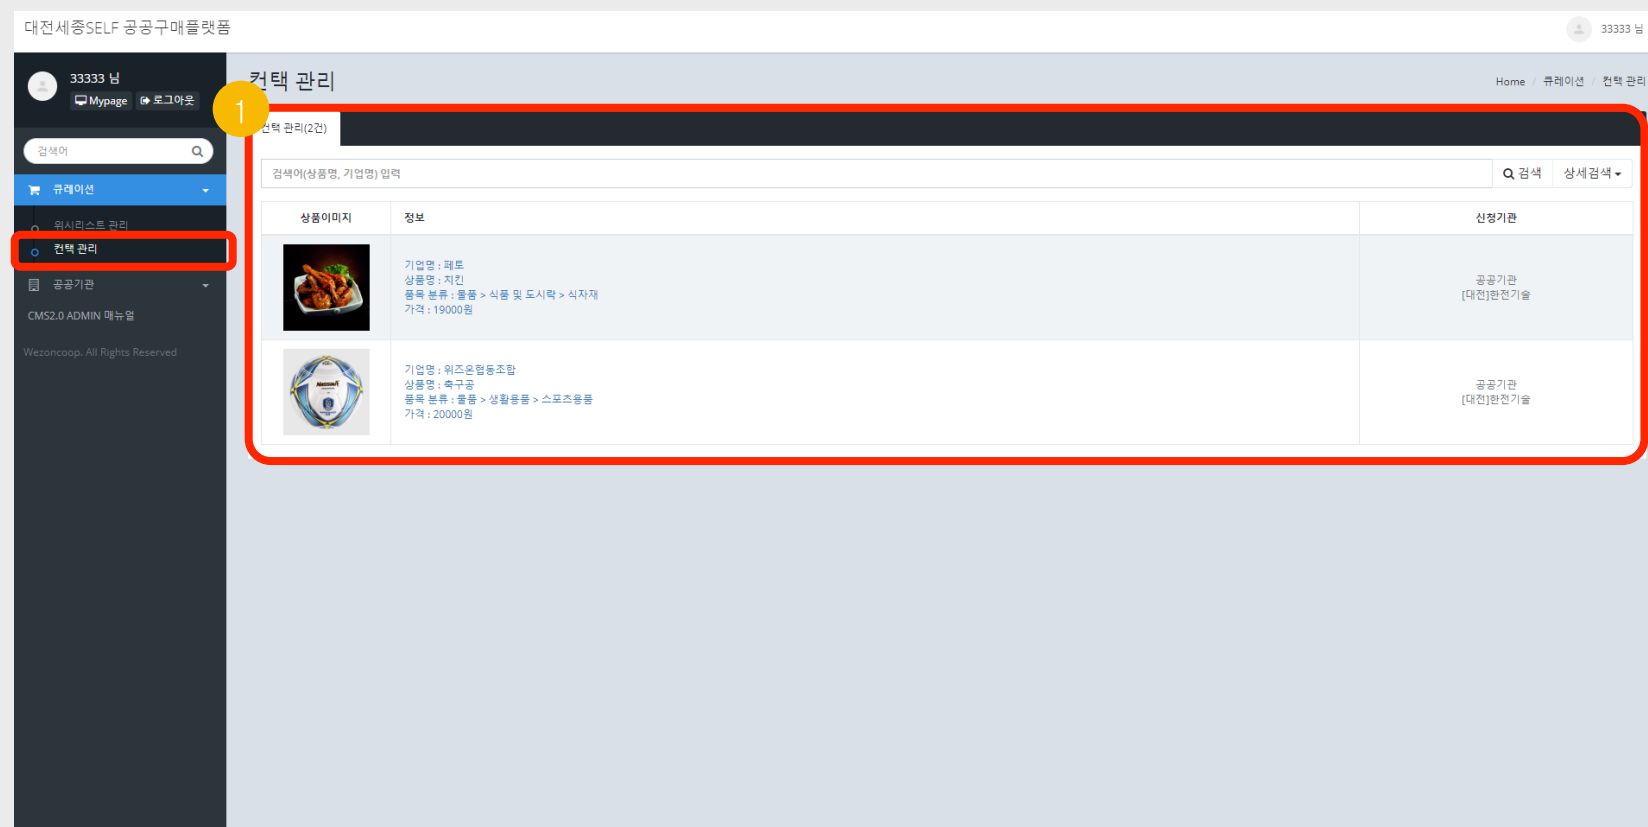 대전세종SELF 공공구매플랫폼
33333 님
33333 님
Mypage 로그아웃
검색어
큐레이션
위시리스트 관리
컨택 관리
공공기관
CMS2.0 ADMIN 매뉴얼
Wezoncoop. All Rights Reserved
컨택 관리
Home / 큐레이션 / 컨택 관리
1
컨택 관리(2건)
검색어(상품명, 기업명) 입력
검색 상세검색
상품이미지 정보 신청기관
기업명 : 페토
상품명 : 치킨
품목 분류 : 물품 > 식품 및 도시락 > 식자재
가격 : 19000원
공공기관
[대전]한전기술
기업명 : 위즈온협동조합
상품명 : 축구공
품목 분류 : 물품 > 생활용품 > 스포츠용품
가격 : 20000원
공공기관
[대전]한전기술